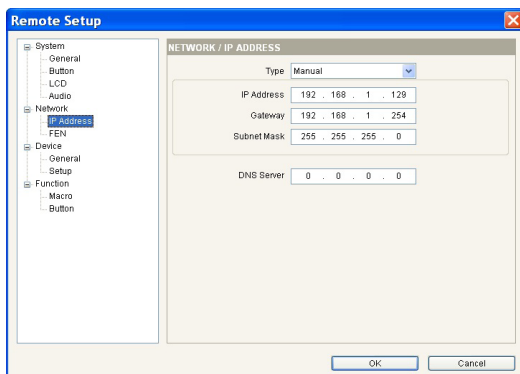 Remote Setup
System
General
Button
LCD
Audio
Network
IP Address
FEN
Device
General
Setup
Function
Macro
Button
NETWORK / IP ADDRESS
Type Manual
IP Address 192 . 168 . 1 . 129
Gateway 192 . 168 . 1 . 254
Subnet Mask 255 . 255 . 255 . 0
DNS Server 0 . 0 . 0 . 0
OK Cancel